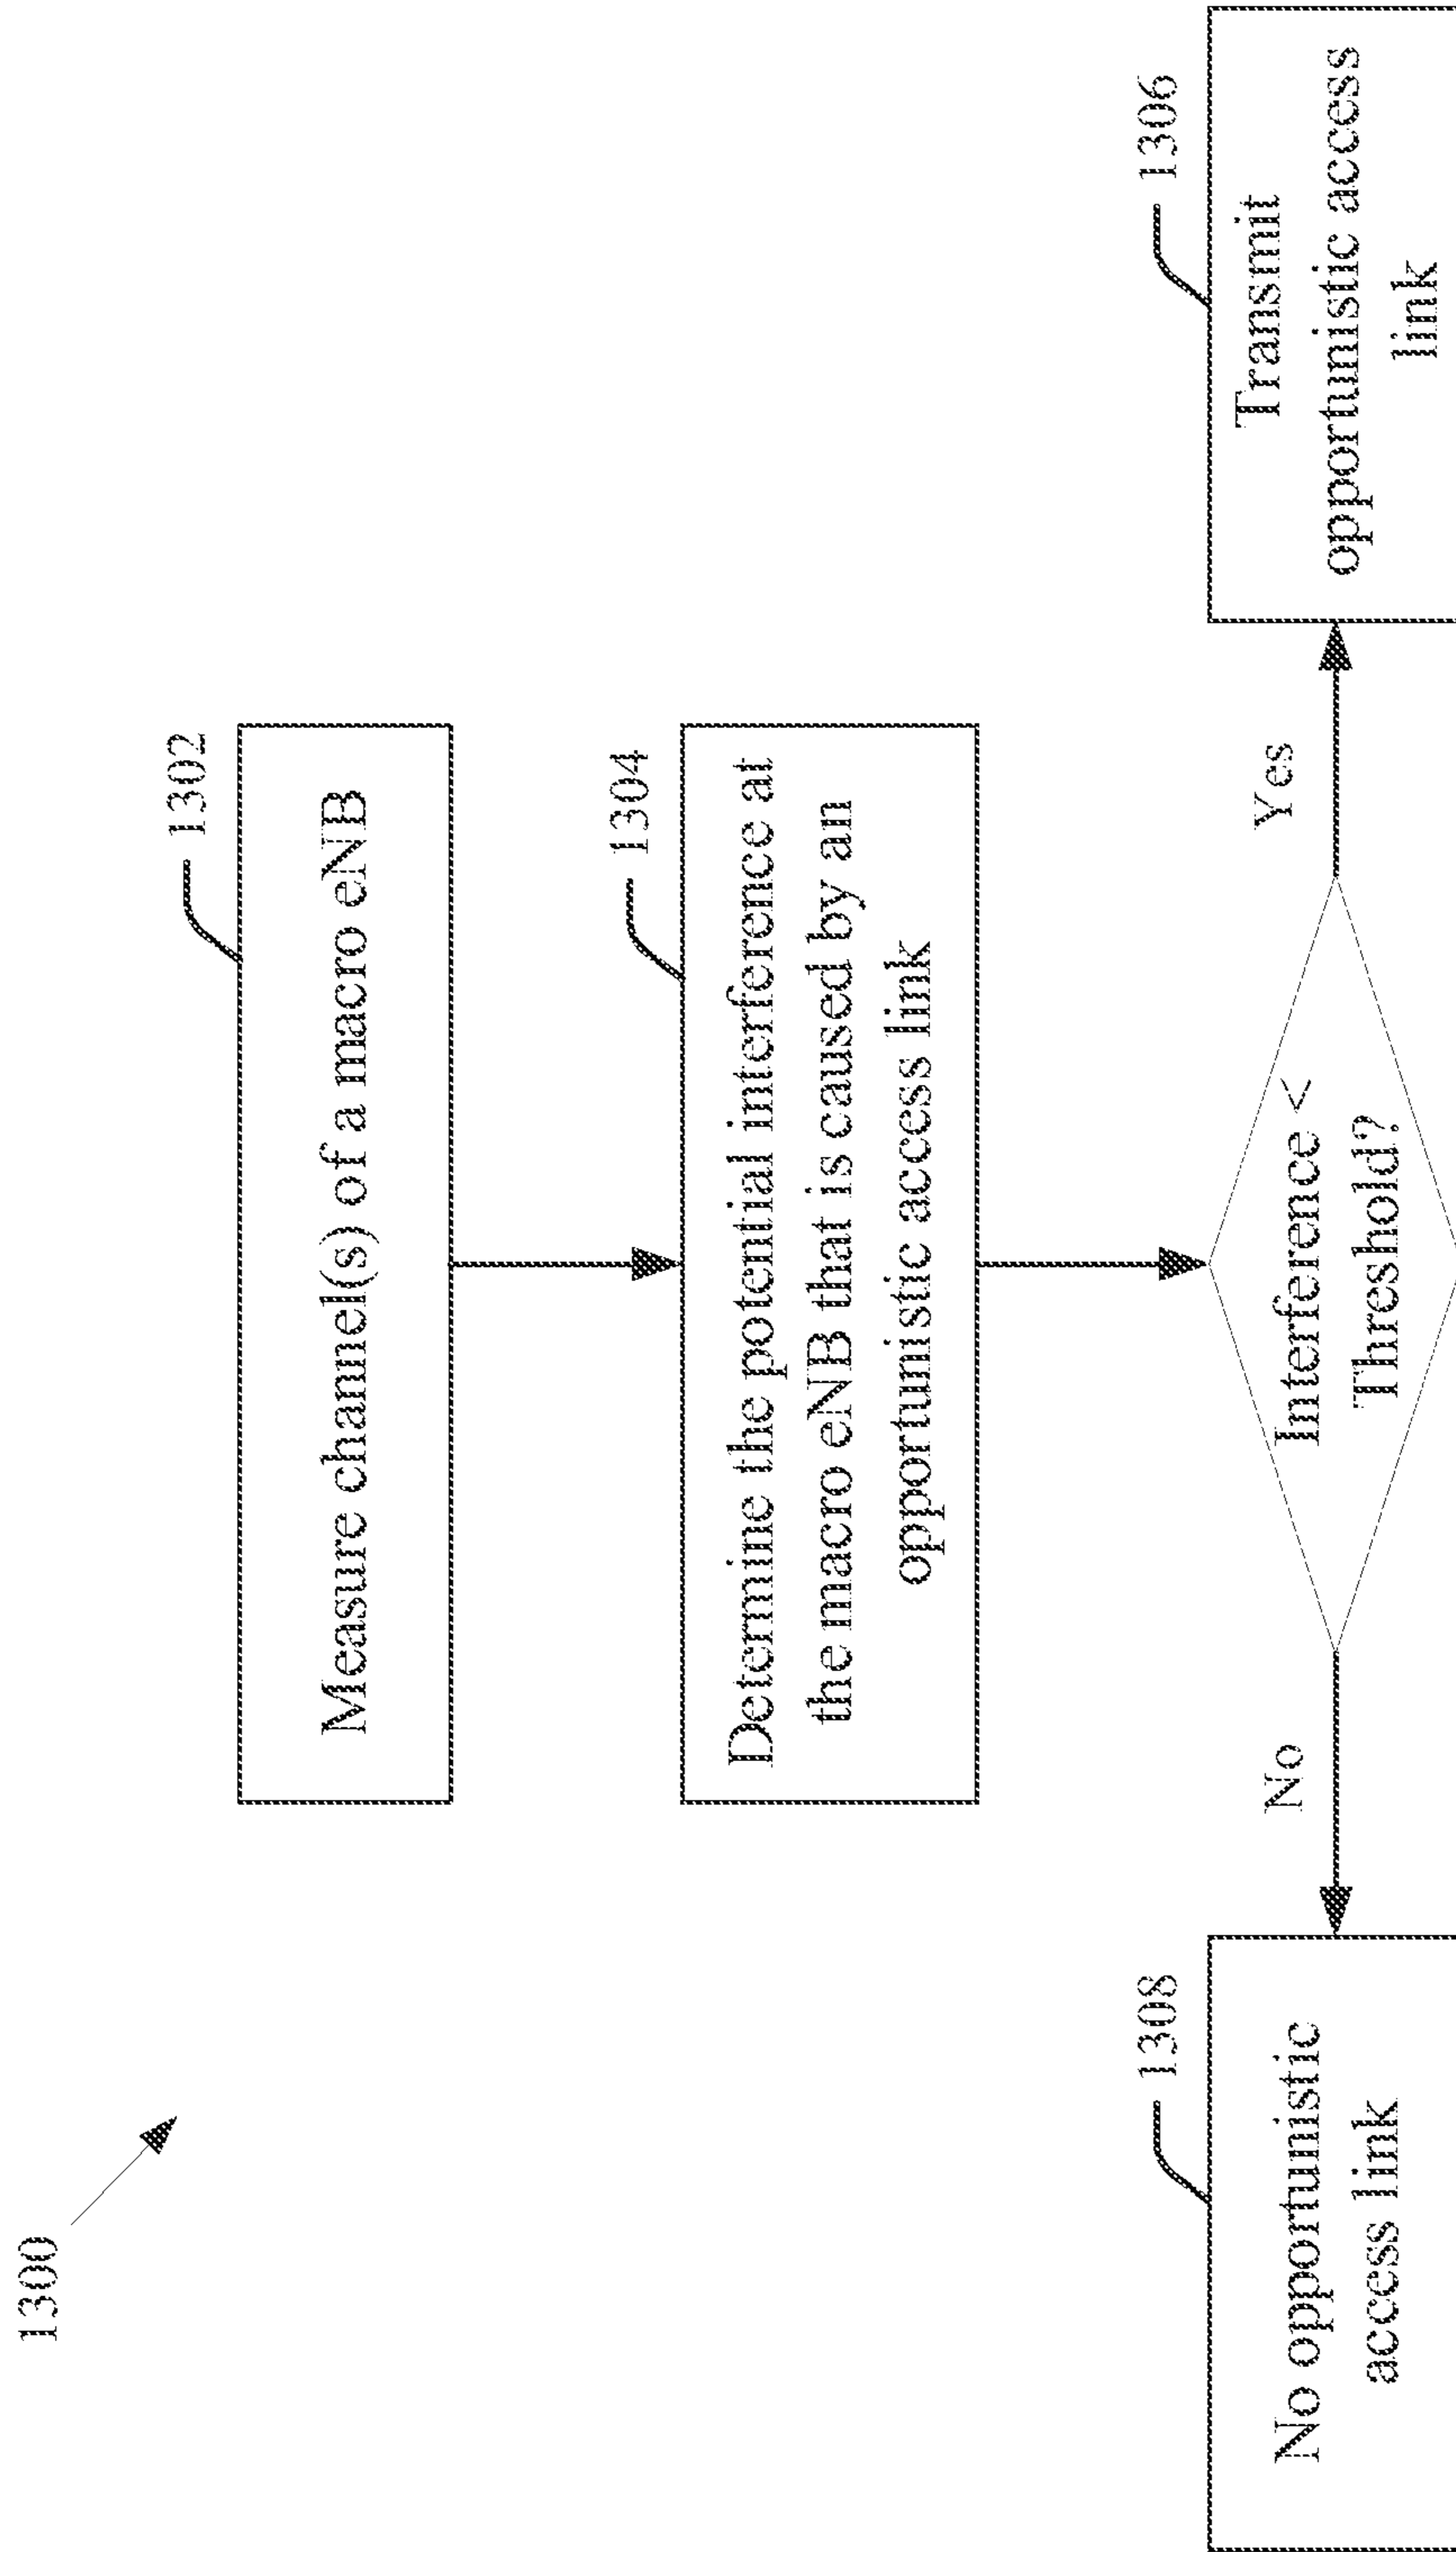 1300
1302
Measure channel(s) of a macro eNB
1304
Determine the potential interference at
the macro eNB that is caused by an
opportunistic access link
Interference <
Threshold?
No
Yes
1308
No opportunistic
access link
1306
Transmit
opportunistic access
link